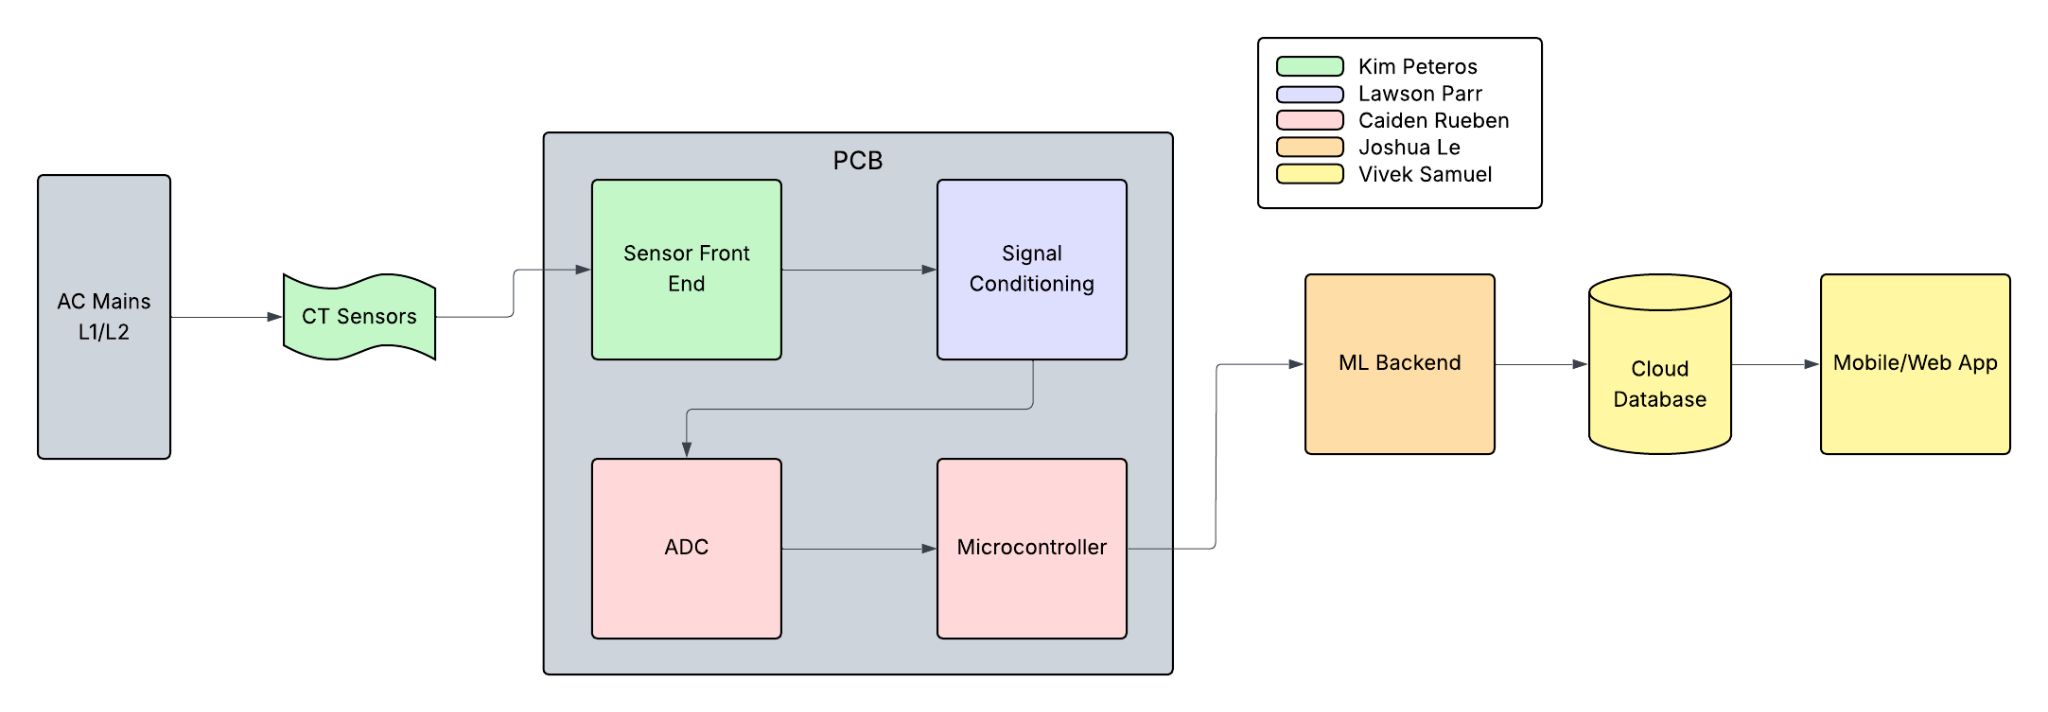 Kim Peteros
Lawson Parr
Caiden Rueben
Joshua Le
Vivek Samuel
PCB
AC Mains
L1/L2
CT Sensors
Sensor Front
End
Signal
Conditioning
ADC
Microcontroller
ML Backend
Cloud
Database
Mobile/Web App